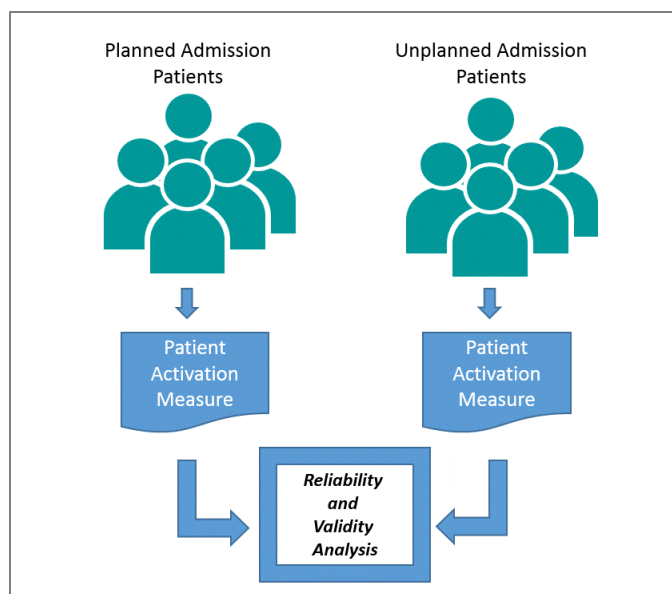 Planned Admission
Patients
Unplanned Admission
Patients
Patient
Activation
Measure
Patient
Activation
Measure
Reliability
and
Validity
Analysis